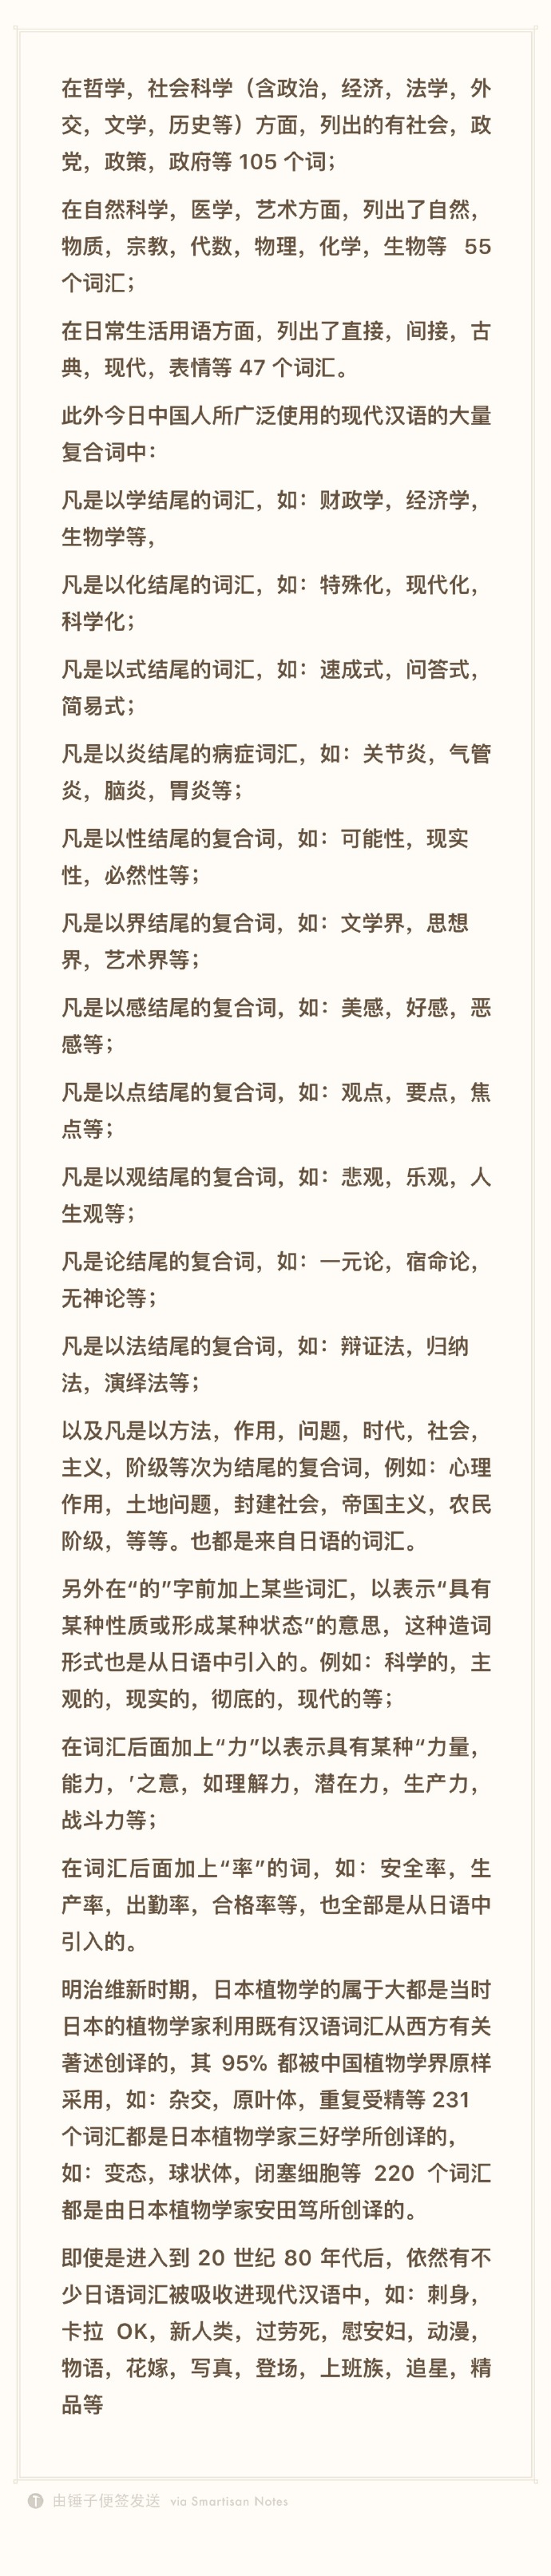 在哲学，社会科学（含政治，经济，法学，外
交，文学，历史等）方面，列出的有社会，政
党，政策，政府等 105 个词；
在自然科学，医学，艺术方面，列出了自然，
物质，宗教，代数，物理，化学，生物等 55
个词汇；
在日常生活用语方面，列出了直接，间接，古
典，现代，表情等 47 个词汇。
此外今日中国人所广泛使用的现代汉语的大量
复合词中：
凡是以学结尾的词汇，如：财政学，经济学，
生物学等，
凡是以化结尾的词汇，如：特殊化，现代化，
科学化；
凡是以式结尾的词汇，如：速成式，问答式，
简易式；
凡是以炎结尾的病症词汇，如：关节炎，气管
炎，脑炎，胃炎等；
凡是以性结尾的复合词，如：可能性，现实
性，必然性等；
凡是以界结尾的复合词，如：文学界，思想
界，艺术界等；
凡是以感结尾的复合词，如：美感，好感，恶
感等；
凡是以点结尾的复合词，如：观点，要点，焦
点等；
凡是以观结尾的复合词，如：悲观，乐观，人
生观等；
凡是论结尾的复合词，如：一元论，宿命论，
无神论等；
凡是以法结尾的复合词，如：辩证法，归纳
法，演绎法等；
以及凡是以方法，作用，问题，时代，社会，
主义，阶级等次为结尾的复合词，例如：心理
作用，土地问题，封建社会，帝国主义，农民
阶级，等等。也都是来自日语的词汇。
另外在“的”字前加上某些词汇，以表示“具有
某种性质或形成某种状态”的意思，这种造词
形式也是从日语中引入的。例如：科学的，主
观的，现实的，彻底的，现代的等；
在词汇后面加上“力”以表示具有某种“力量，
能力，'之意，如理解力，潜在力，生产力，
战斗力等；
在词汇后面加上“率”的词，如：安全率，生
产率，出勤率，合格率等，也全部是从日语中
引入的。
明治维新时期，日本植物学的属于大都是当时
日本的植物学家利用既有汉语词汇从西方有关
著述创译的，其 95% 都被中国植物学界原样
采用，如：杂交，原叶体，重复受精等 231
个词汇都是日本植物学家三好学所创译的，
如：变态，球状体，闭塞细胞等 220 个词汇
都是由日本植物学家安田笃所创译的。
即使是进入到 20 世纪 80 年代后，依然有不
少日语词汇被吸收进现代汉语中，如：刺身，
卡拉 OK，新人类，过劳死，慰安妇，动漫，
物语，花嫁，写真，登场，上班族，追星，精
品等
T 由锤子便签发送 via Smartisan Notes